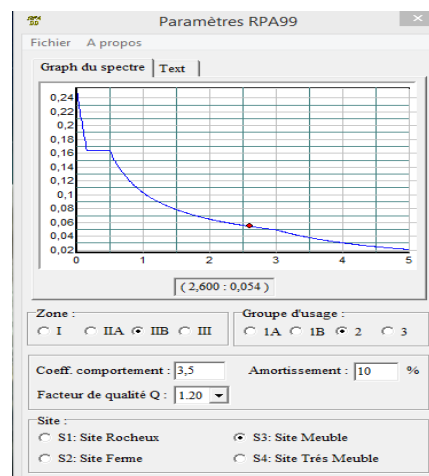 Paramètres RPA99
Fichier A propos
Graph du spectre Text
0,24
0,22
0,2
0,18
0,16
0,14
0,12
0,1
0,08
0,06
0,04
0,02
0 1 2 3 4 5
( 2,600 : 0,054 )
Zone :
I IIA IIB III
Groupe d'usage :
1A 1B 2 3
Coeff. comportement : 3,5 Amortissement : 10 %
Facteur de qualité Q : 1.20
Site :
S1: Site Rocheux S3: Site Meuble
S2: Site Ferme S4: Site Trés Meuble